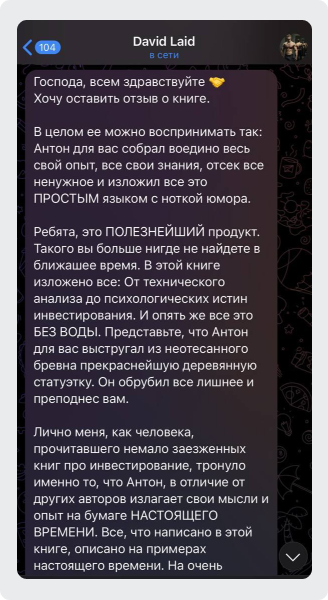 104
David Laid
в сети
Господа, всем здравствуйте 🤝
Хочу оставить отзыв о книге.
В целом ее можно воспринимать так:
Антон для вас собрал воедино весь
свой опыт, все свои знания, отсек все
ненужное и изложил все это
ПРОСТЫМ языком с ноткой юмора.
Ребята, это ПОЛЕЗНЕЙШИЙ продукт.
Такого вы больше нигде не найдете в
ближашее время. В этой книге
изложено все: От технического
анализа до психологических истин
инвестирования. И опять же все это
БЕЗ ВОДЫ. Представьте, что Антон
для вас выстругал из неотесанного
бревна прекраснейшую деревянную
статуэтку. Он обрубил все лишнее и
преподнес вам.
Лично меня, как человека,
прочитавшего немало заезженных
книг про инвестирование, тронуло
именно то, что Антон, в отличие от
других авторов излагает свои мысли и
опыт на бумаге НАСТОЯЩЕГО
ВРЕМЕНИ. Все, что написано в этой
книге, описано на примерах
настоящего времени. На очень